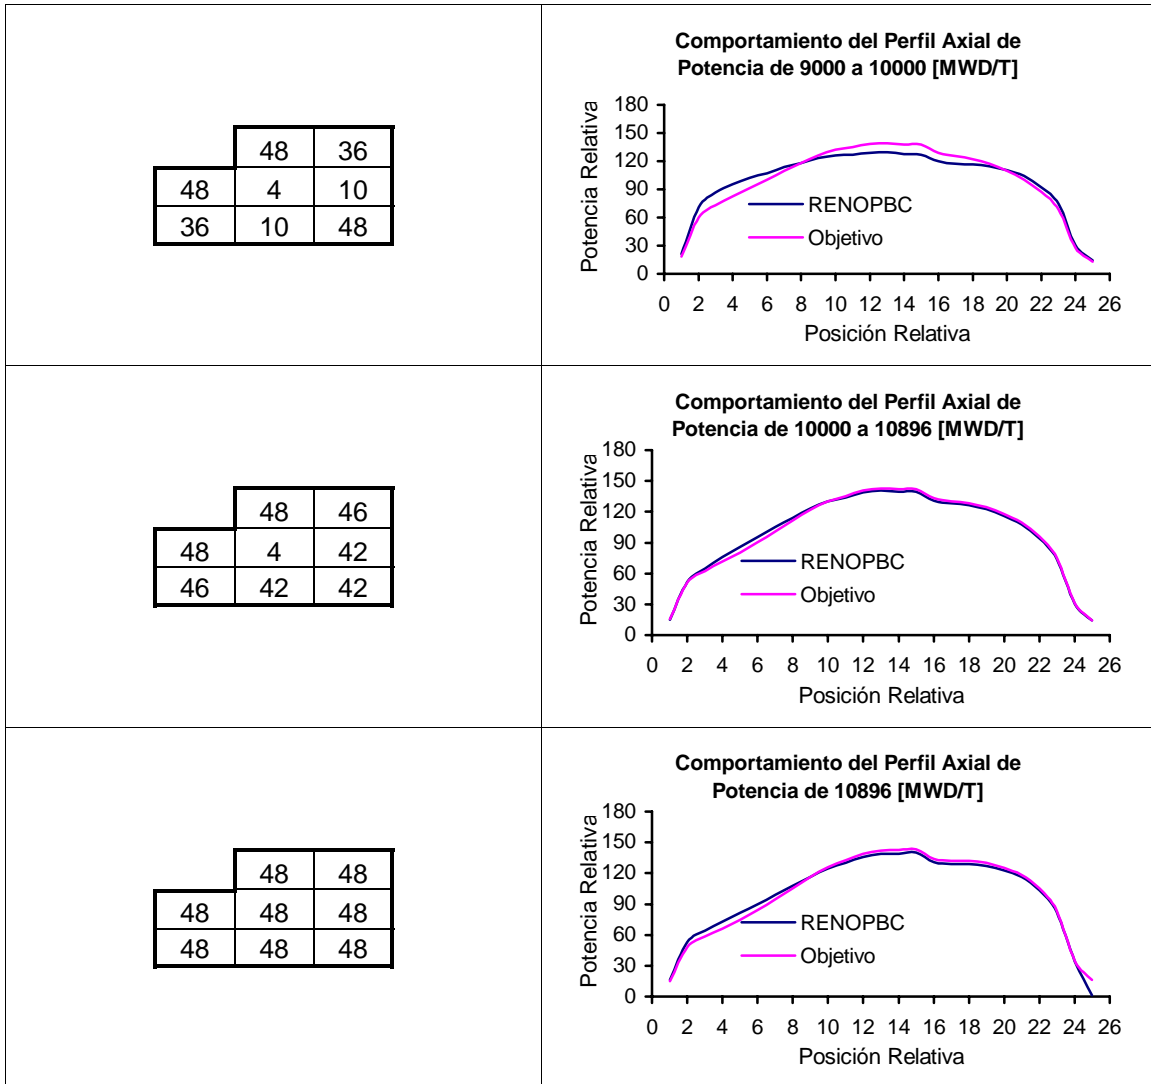 48 36
48 4 10
36 10 48
Comportamiento del Perfil Axial de
Potencia de 9000 a 10000 [MWD/T]
Potencia Relativa
180
150
120
90
60
30
0
RENOPBC
Objetivo
0 2 4 6 8 10 12 14 16 18 20 22 24 26
Posición Relativa
48 46
48 4 42
46 42 42
Comportamiento del Perfil Axial de
Potencia de 10000 a 10896 [MWD/T]
Potencia Relativa
180
150
120
90
60
30
0
RENOPBC
Objetivo
0 2 4 6 8 10 12 14 16 18 20 22 24 26
Posición Relativa
48 48
48 48 48
48 48 48
Comportamiento del Perfil Axial de
Potencia de 10896 [MWD/T]
Potencia Relativa
180
150
120
90
60
30
0
RENOPBC
Objetivo
0 2 4 6 8 10 12 14 16 18 20 22 24 26
Posición Relativa